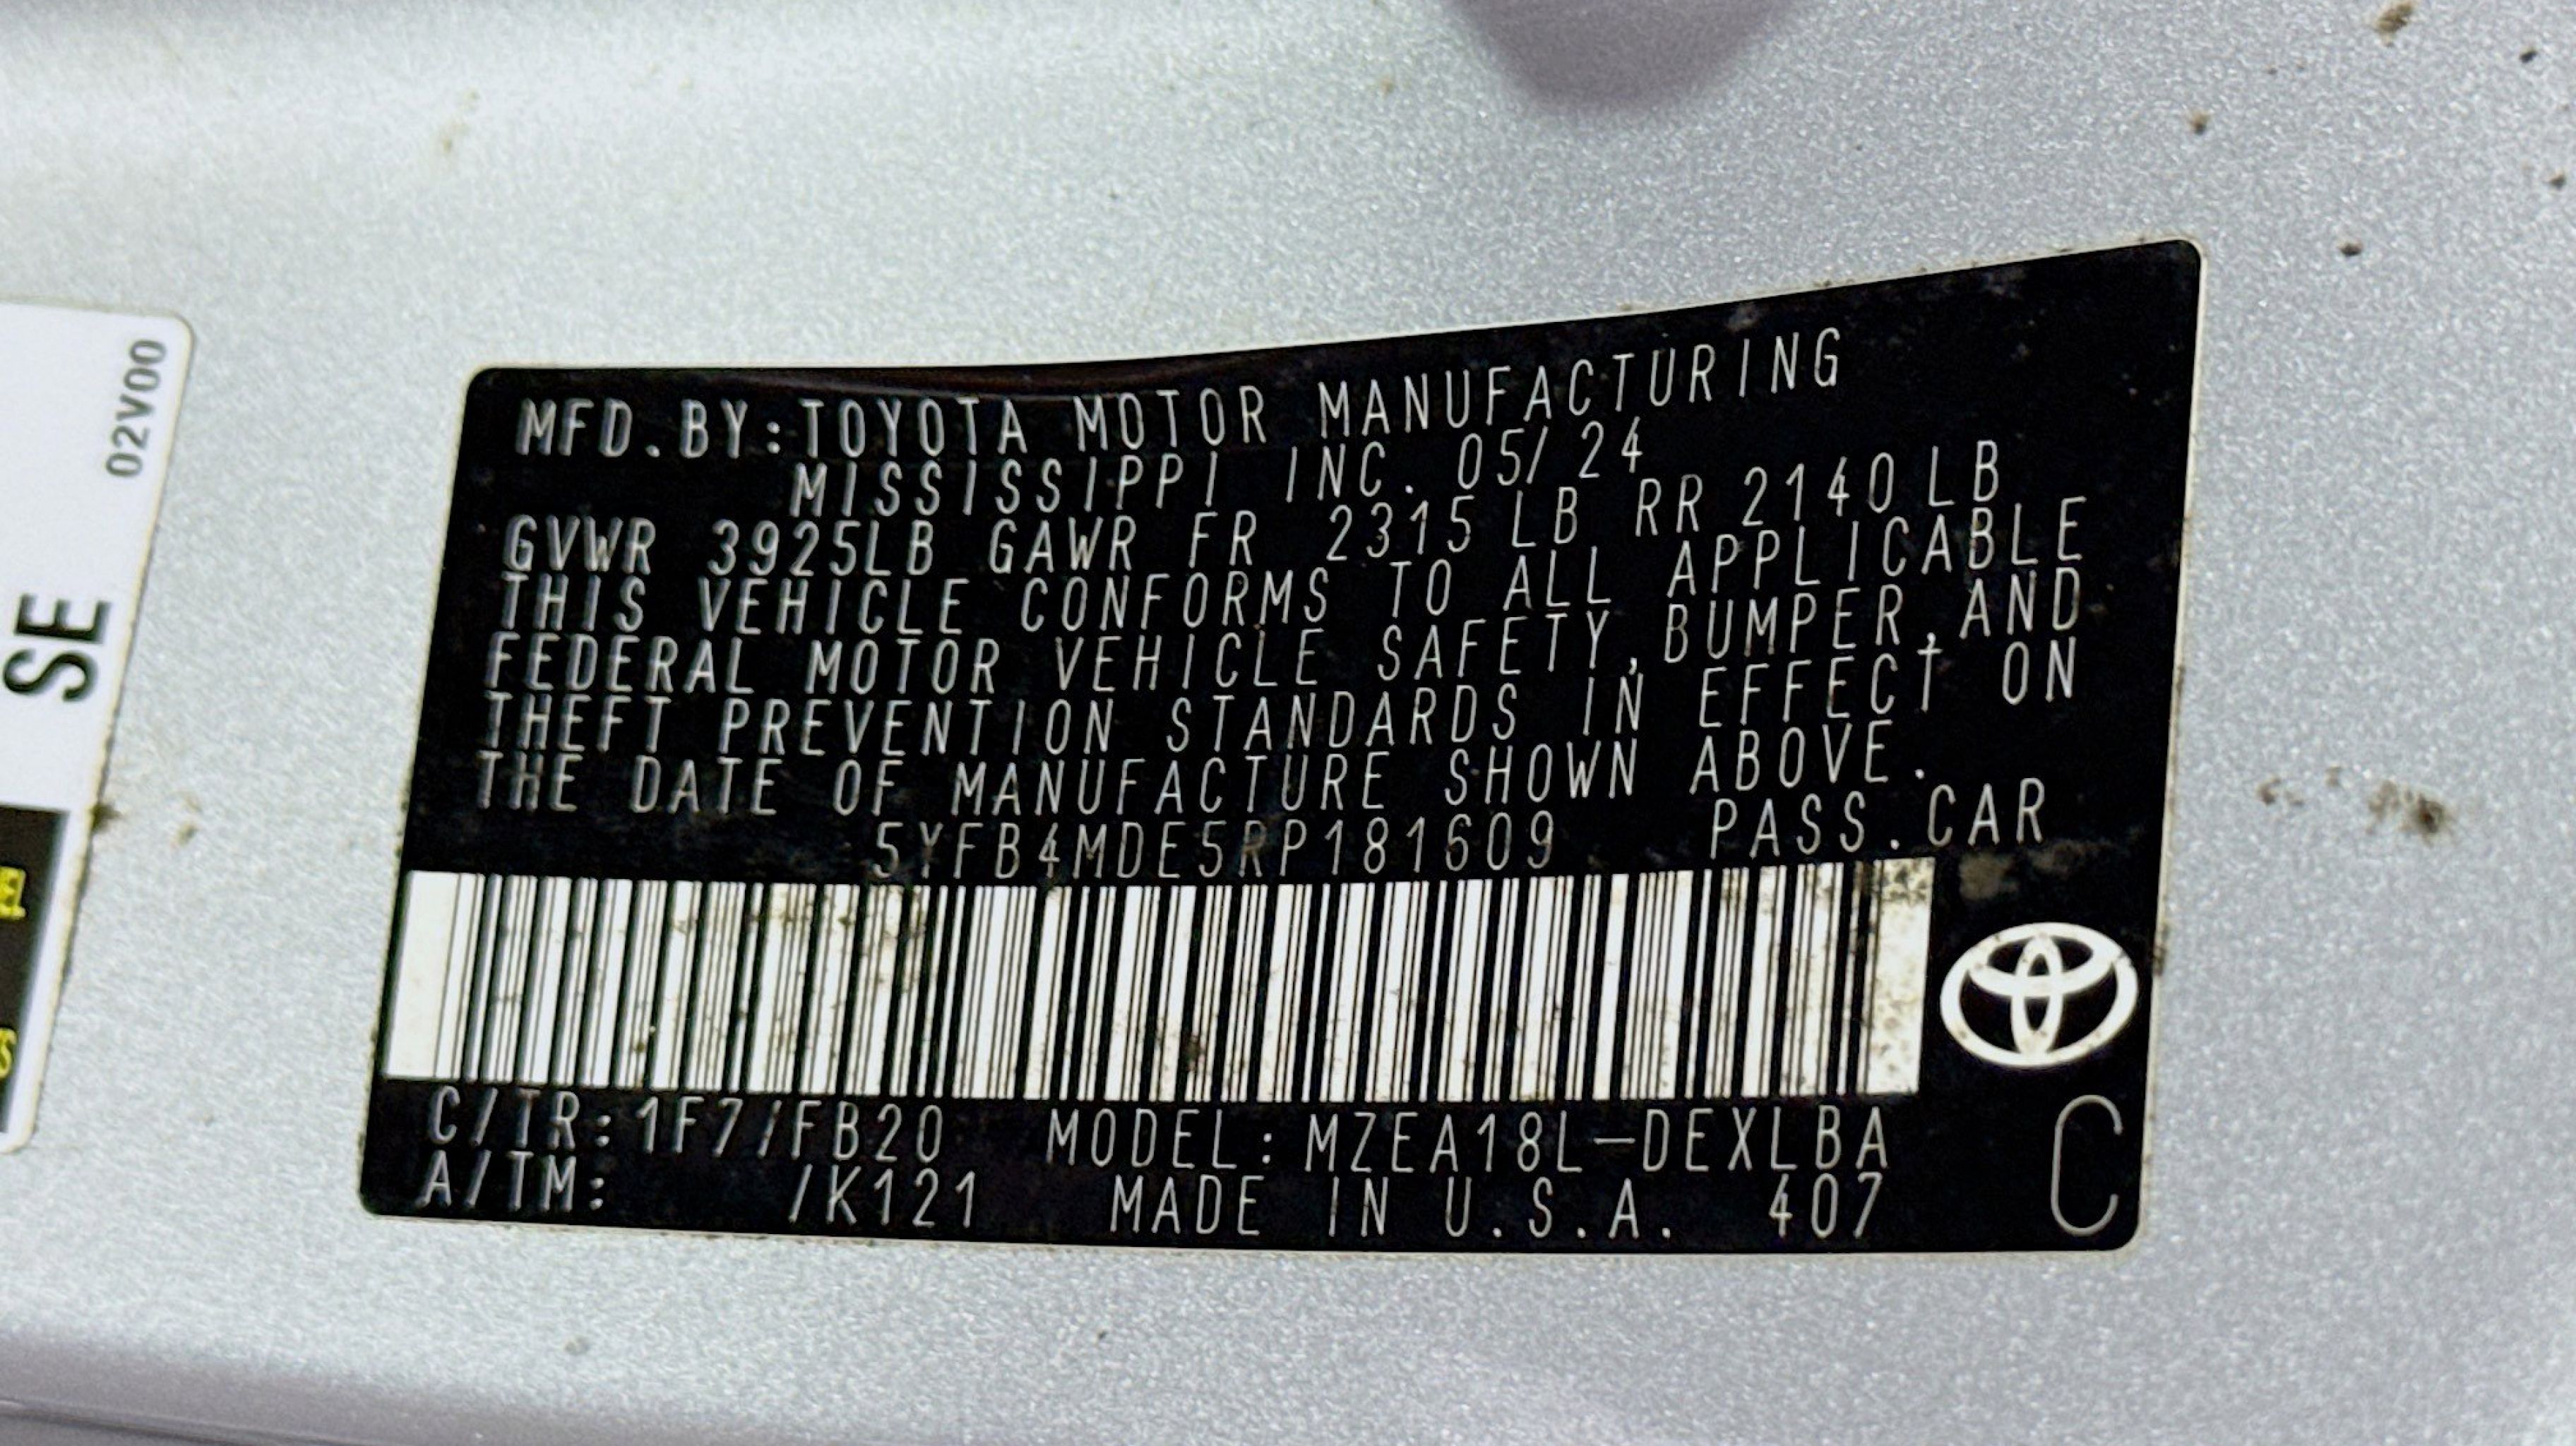 02V00
SE
MFD.BY:TOYOTA MOTOR MANUFACTURING
MISSISSIPPI INC. 05/24
GVWR 3925LB GAWR FR 2315LB RR 2140LB
THIS VEHICLE CONFORMS TO ALL APPLICABLE
FEDERAL MOTOR VEHICLE SAFETY,BUMPER,AND
THEFT PREVENTION STANDARDS IN EFFECT ON
THE DATE OF MANUFACTURE SHOWN ABOVE.
5YFB4MDE5RP181609 PASS.CAR
C/TR:1F7/FB20 MODEL:MZEA18L-DEXLBA
A/TM: /K121 MADE IN U.S.A. 407
C